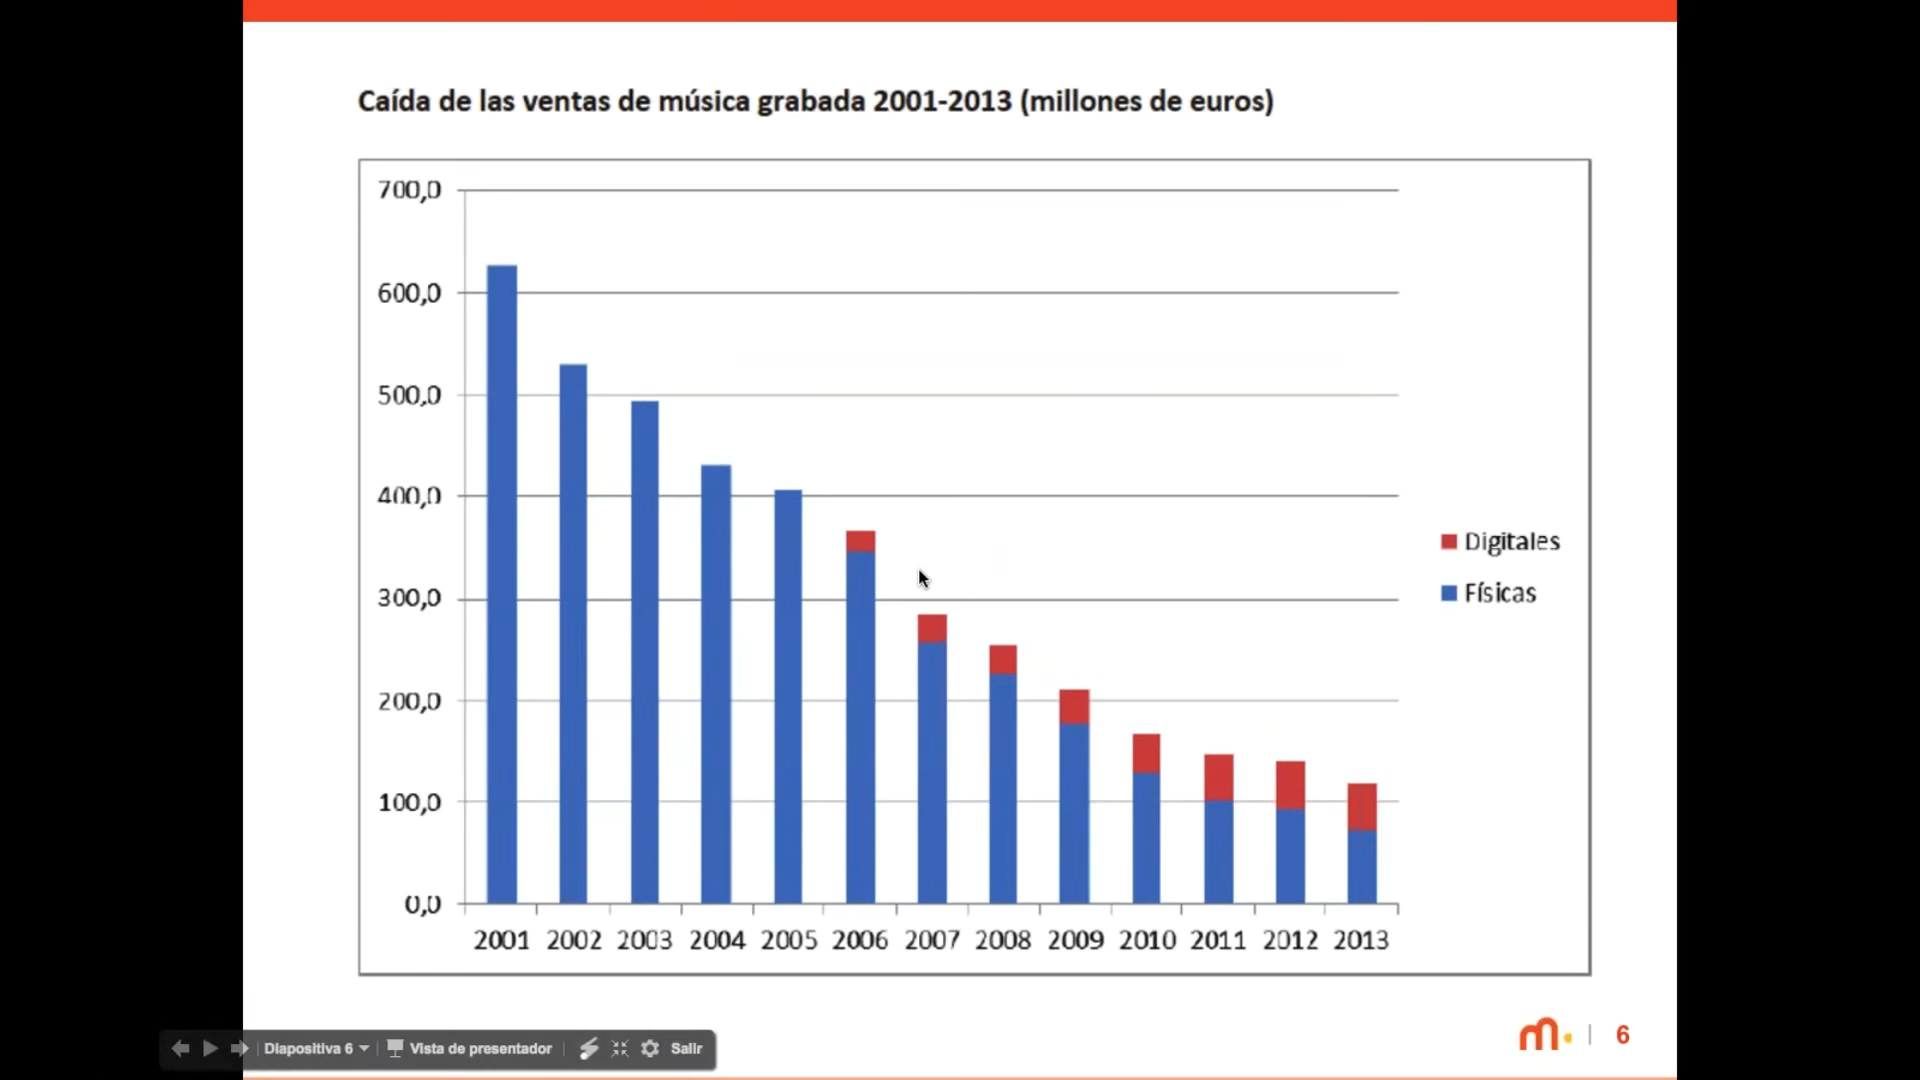 Caída de las ventas de música grabada 2001-2013 (millones de euros)
700,0
600,0
500,0
400,0
300,0
200,0
100,0
0,0
2001 2002 2003 2004 2005 2006 2007 2008 2009 2010 2011 2012 2013
Digitales
Físicas
Diapositiva 6
Vista de presentador
Salir
m.
6